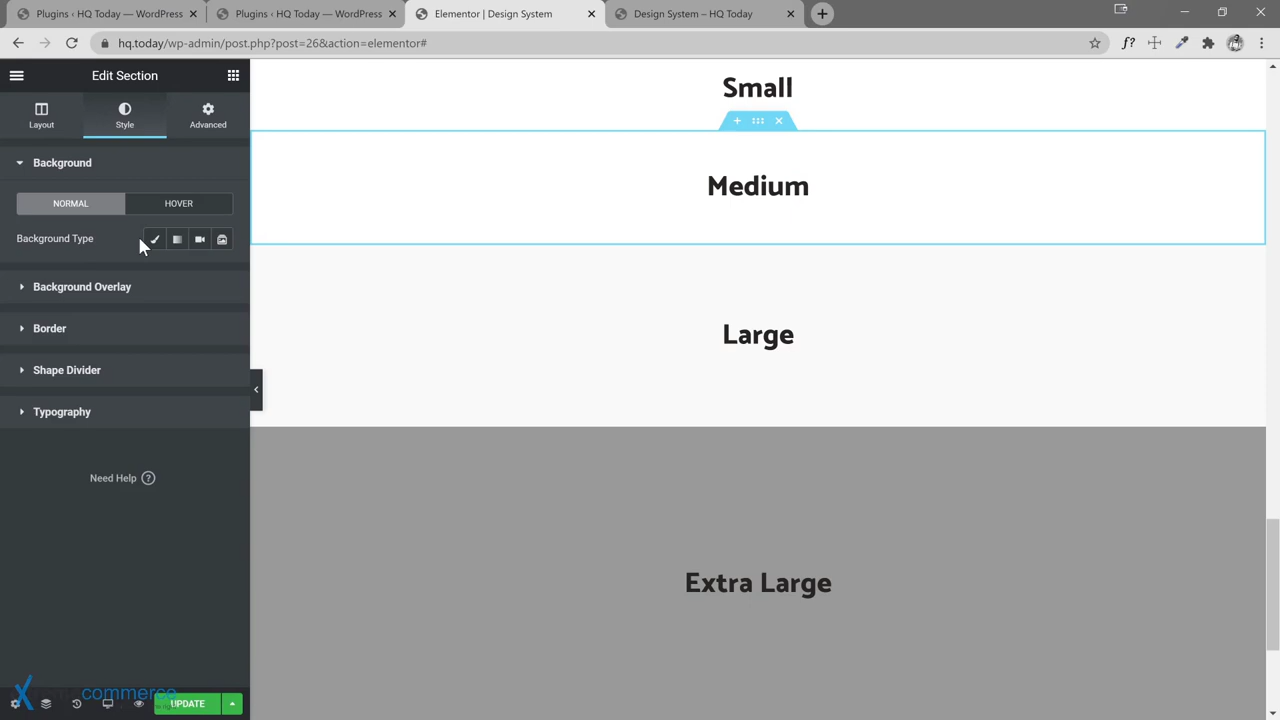 Plugins ‹ HQ Today — WordPress
Plugins ‹ HQ Today — WordPress
Elementor | Design System
Design System – HQ Today
hq.today/wp-admin/post.php?post=26&action=elementor#
f?
Edit Section
Layout
Style
Advanced
Background
NORMAL
HOVER
Background Type
Background Overlay
Border
Shape Divider
Typography
Need Help ?
commerce
UPDATE
Small
Medium
Large
Extra Large